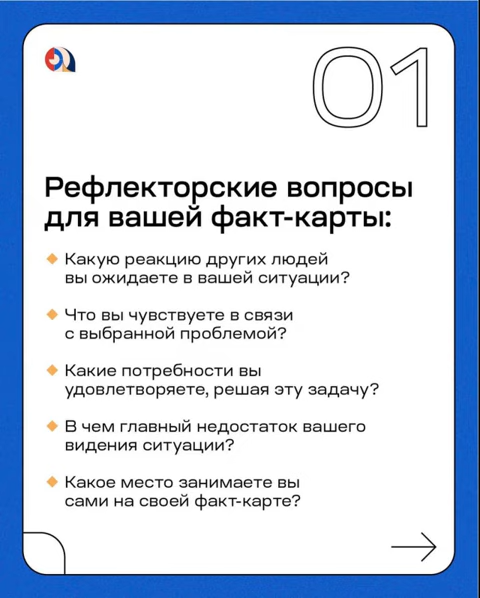 01
Рефлекторские вопросы
для вашей факт-карты:
Какую реакцию других людей
вы ожидаете в вашей ситуации?
Что вы чувствуете в связи
с выбранной проблемой?
Какие потребности вы
удовлетворяете, решая эту задачу?
В чем главный недостаток вашего
видения ситуации?
Какое место занимаете вы
сами на своей факт-карте?